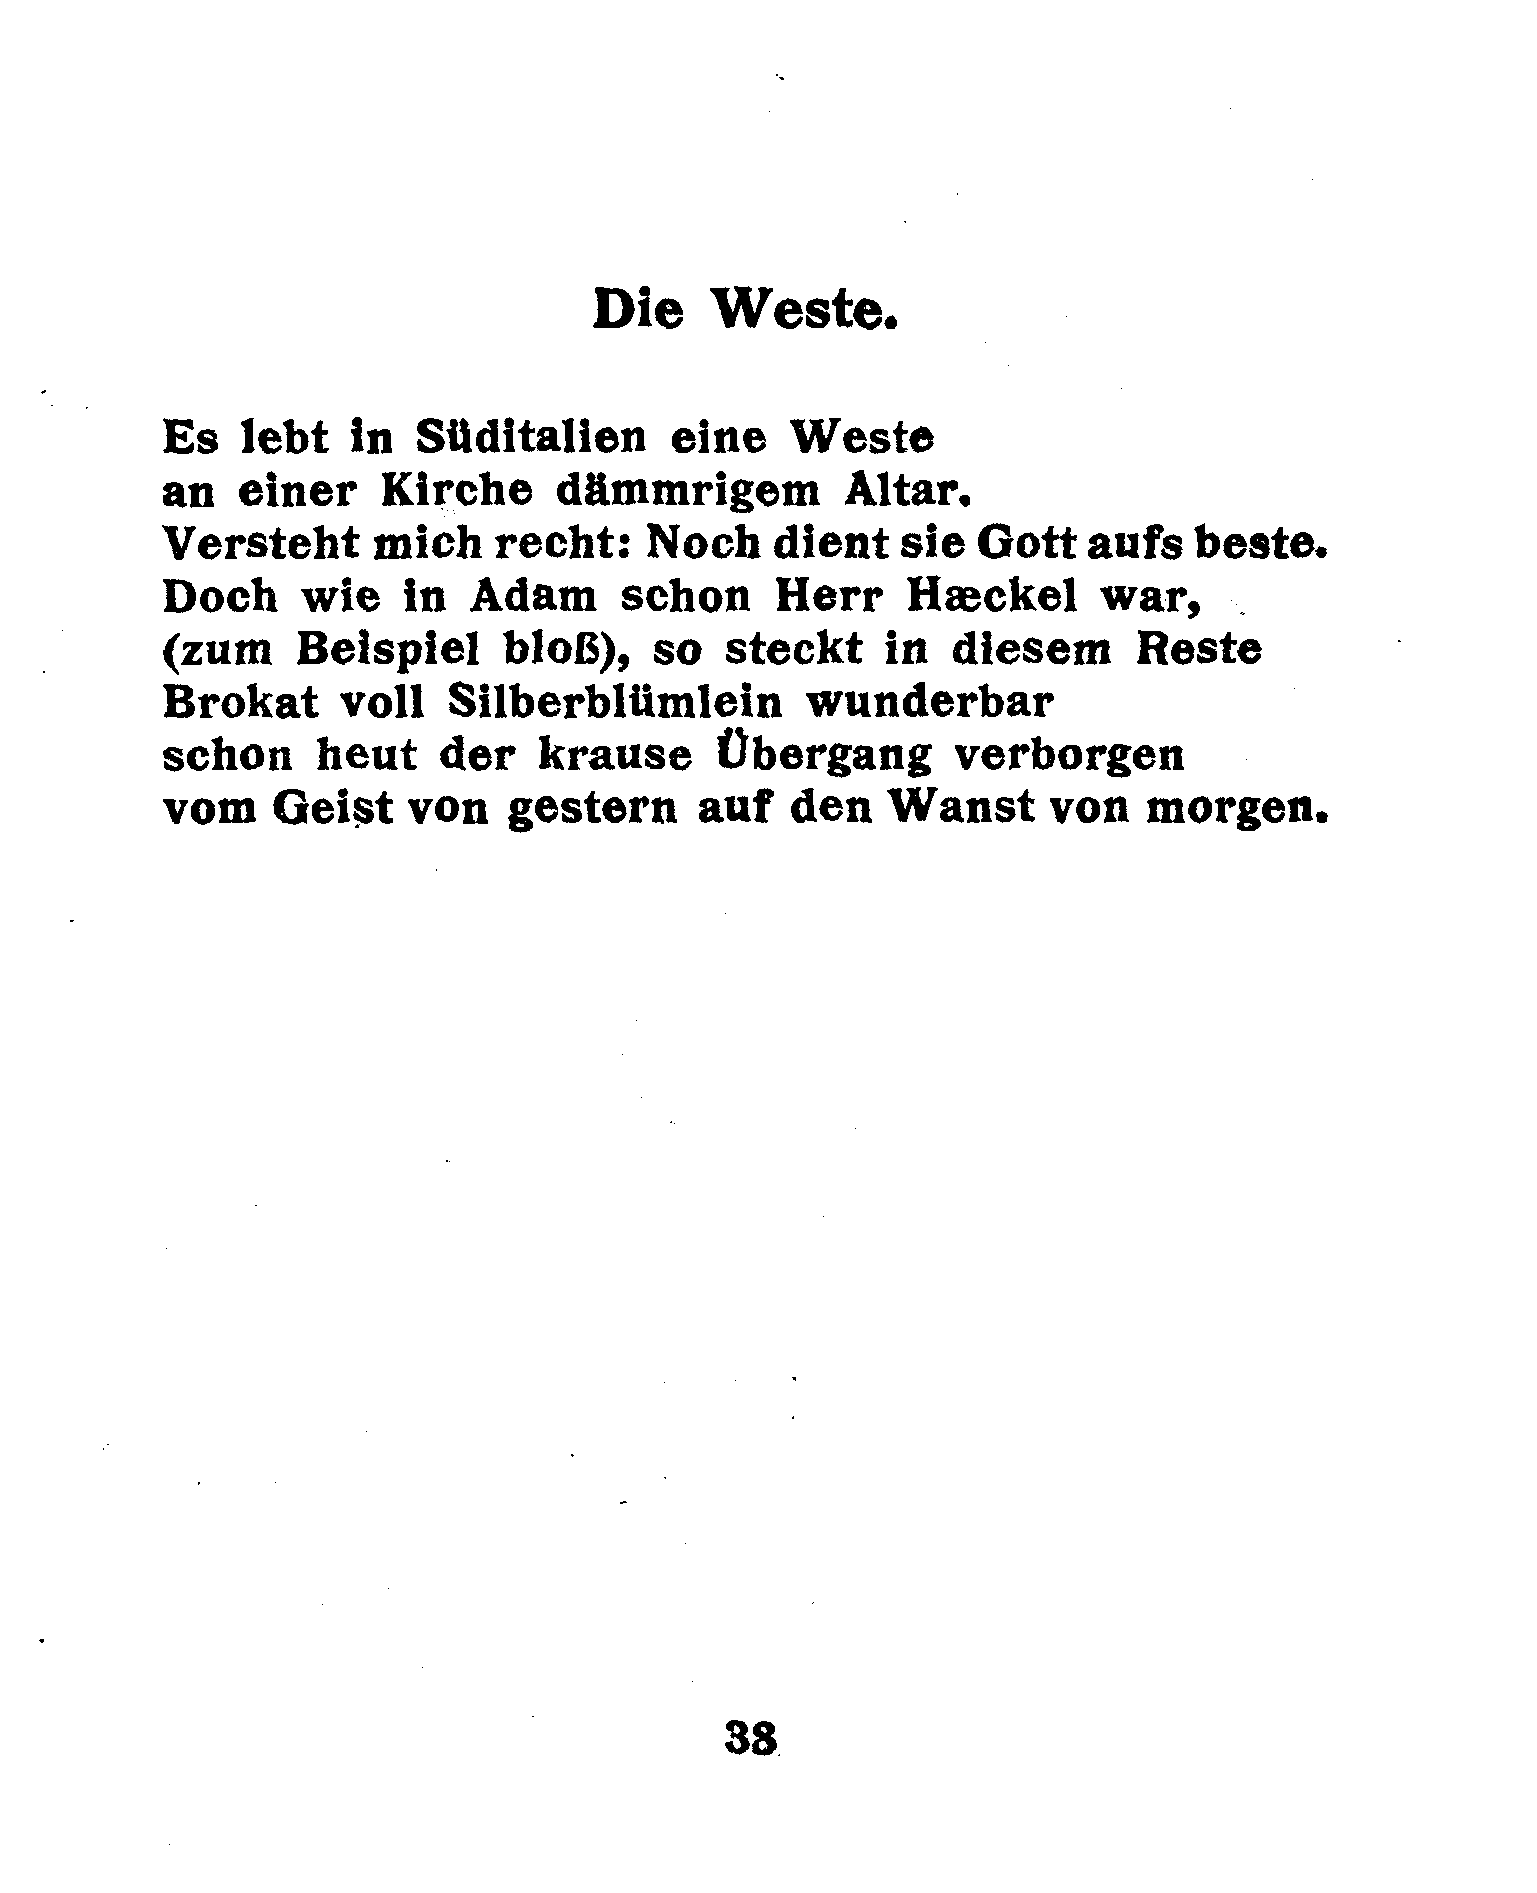 Die Weste.
Es lebt in Süditalien eine Weste
an einer Kirche dämmrigem Altar.
Versteht mich recht: Noch dient sie Gott aufs beste.
Doch wie in Adam schon Herr Hæckel war,
(zum Beispiel bloß), so steckt in diesem Reste
Brokat voll Silberblümlein wunderbar
schon heut der krause Übergang verborgen
vom Geist von gestern auf den Wanst von morgen.
38